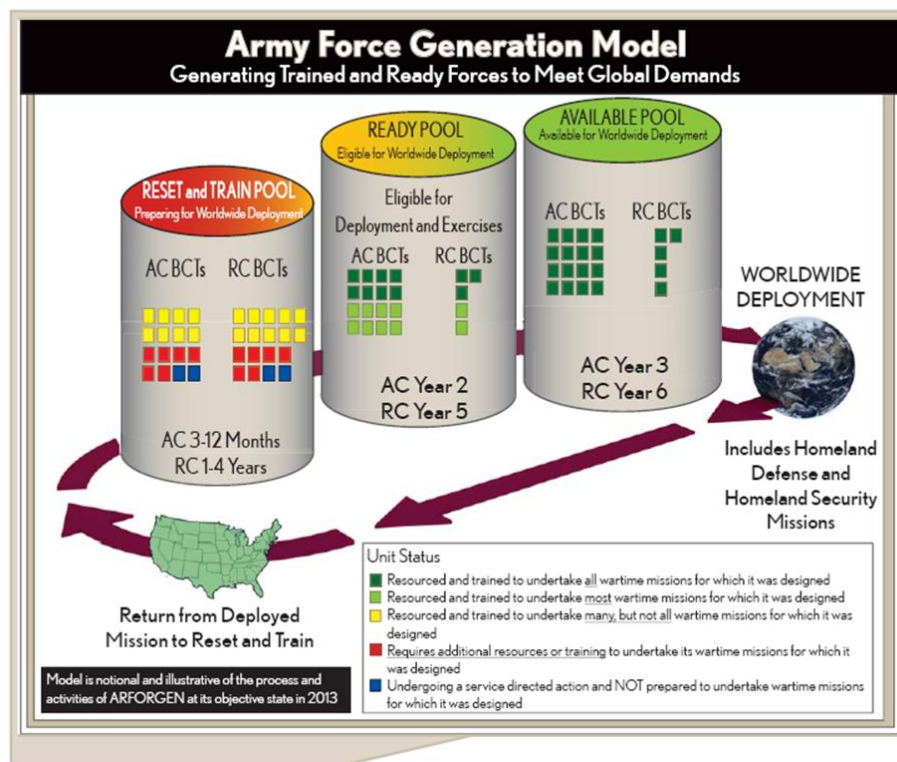 Army Force Generation Model
Generating Trained and Ready Forces to Meet Global Demands
RESET and TRAIN POOL
Preparing for Worldwide Deployment
AC BCTs RC BCTs
AC 3-12 Months
RC 1-4 Years
READY POOL
Eligible for Worldwide Deployment
Eligible for
Deployment and Exercises
AC BCTs RC BCTs
AC Year 2
RC Year 5
AVAILABLE POOL
Available for Worldwide Deployment
AC BCTs RC BCTs
AC Year 3
RC Year 6
WORLDWIDE
DEPLOYMENT
Includes Homeland
Defense and
Homeland Security
Missions
Return from Deployed
Mission to Reset and Train
Model is notional and illustrative of the process and
activities of ARFORGEN at its objective state in 2013
Unit Status
Resourced and trained to undertake all wartime missions for which it was designed
Resourced and trained to undertake most wartime missions for which it was designed
Resourced and trained to undertake many, but not all wartime missions for which it was
designed
Requires additional resources or training to undertake its wartime missions for which it
was designed
Undergoing a service directed action and NOT prepared to undertake wartime missions
for which it was designed